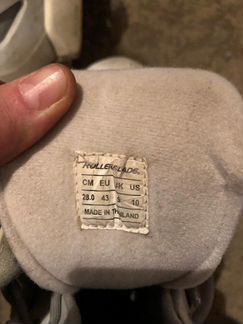 ROLLERBLADE.
CM EU UK US
28.0 43 9 10
MADE IN THAILAND